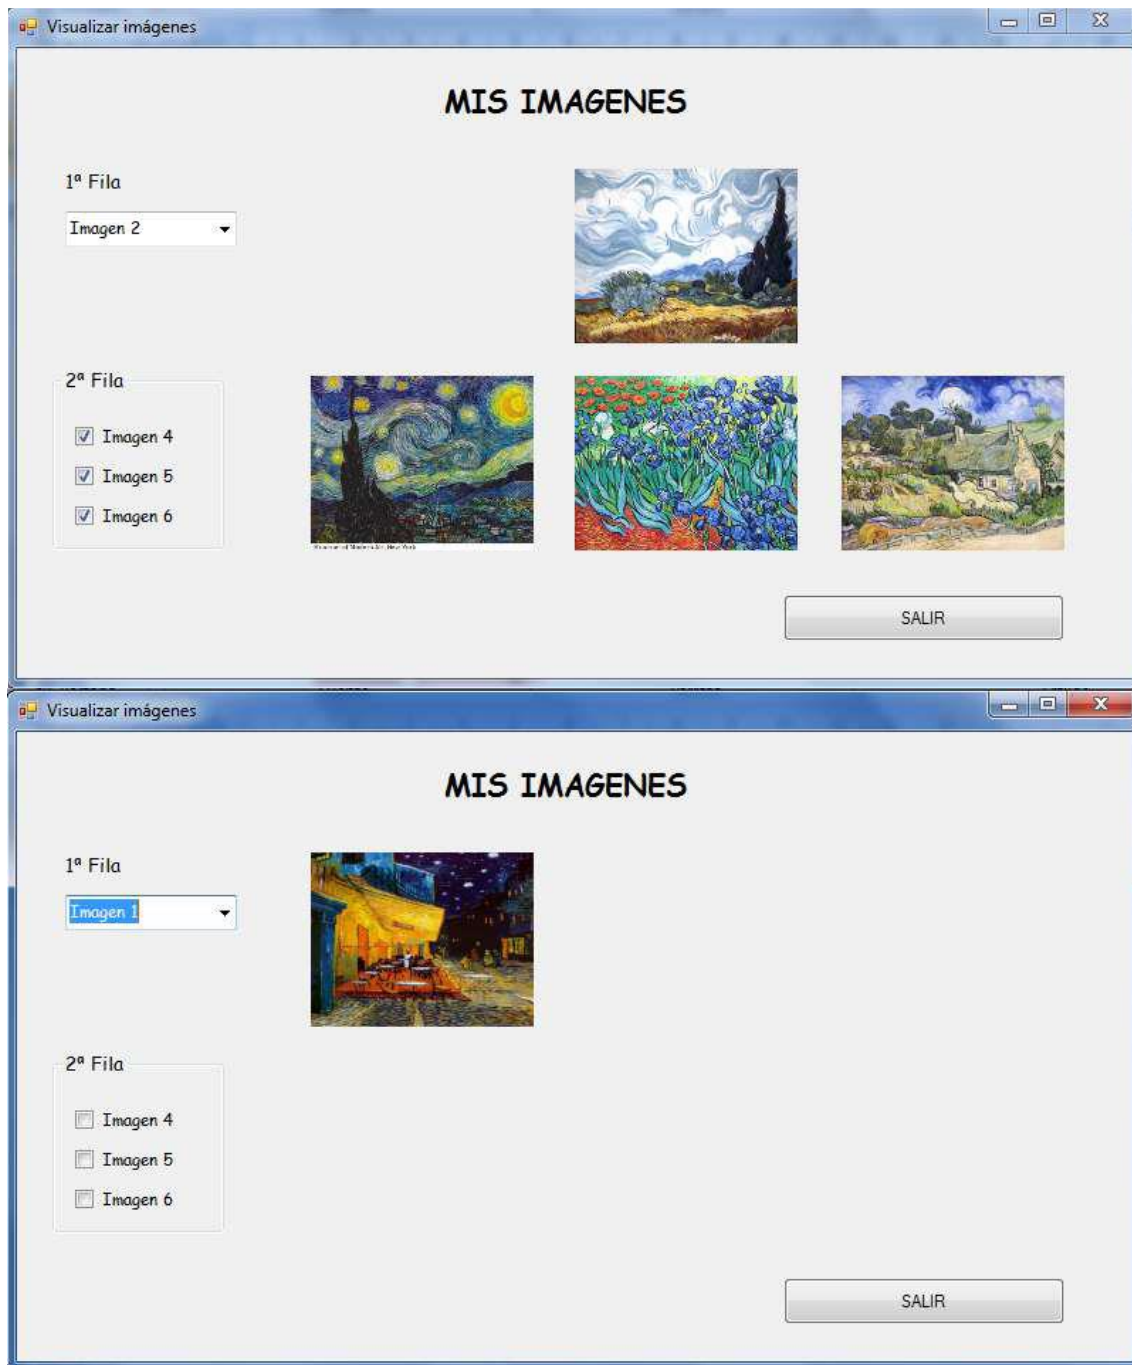 Visualizar imágenes
MIS IMAGENES
1ª Fila
Imagen 2
2ª Fila
Imagen 4
Imagen 5
Imagen 6
SALIR
Visualizar imágenes
MIS IMAGENES
1ª Fila
Imagen 1
2ª Fila
Imagen 4
Imagen 5
Imagen 6
SALIR